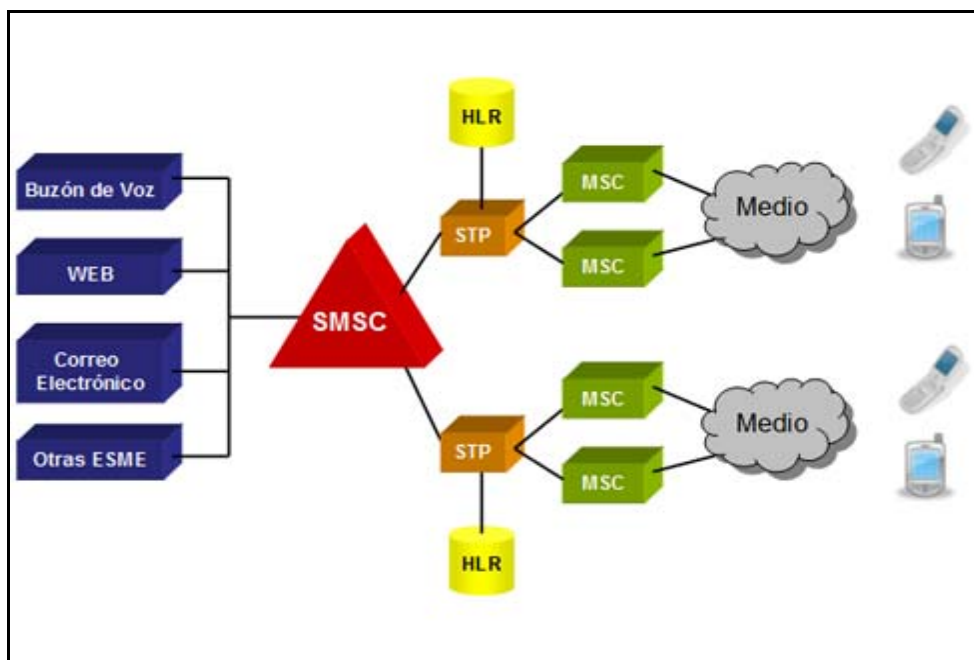 Buzón de Voz
WEB
Correo
Electrónico
Otras ESME
SMSC
HLR
STP
MSC
MSC
Medio
STP
HLR
MSC
MSC
Medio